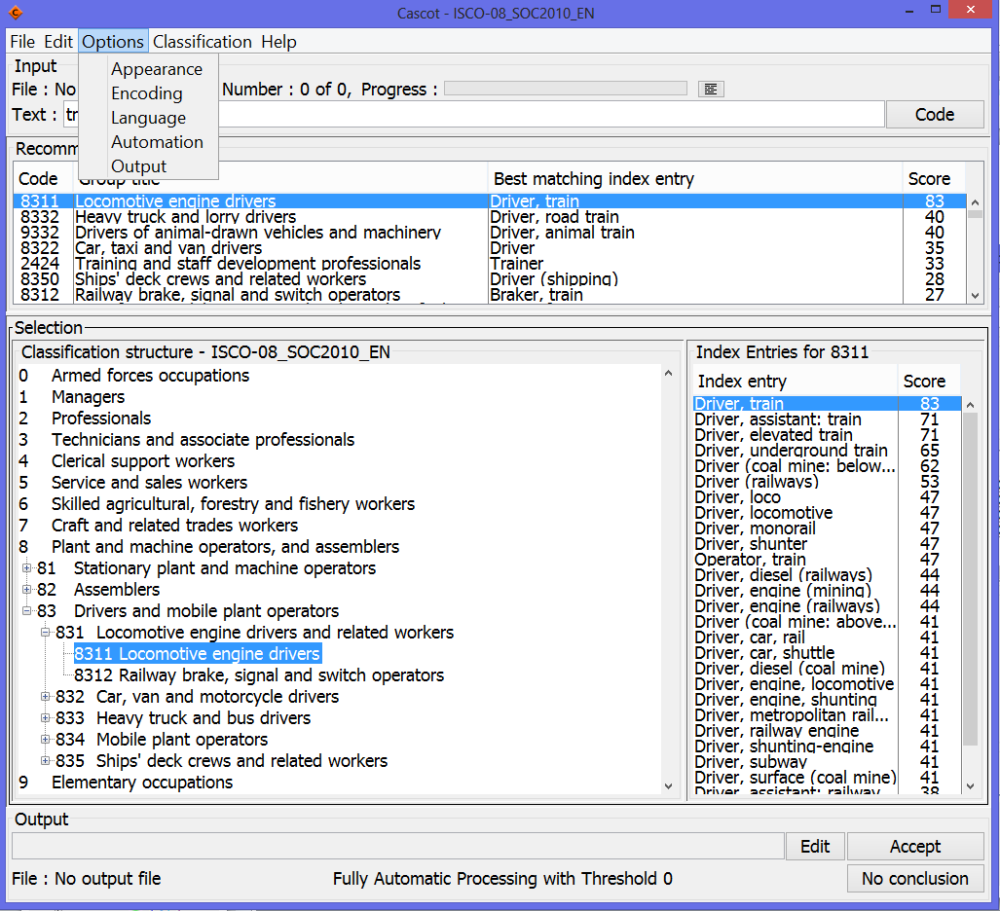 Cascot - ISCO-08_SOC2010_EN
File Edit Options Classification Help
Input
Appearance
Encoding
Language
Automation
Output
File : No Number : 0 of 0, Progress :
Text : tr Code
Code Group title Best matching index entry Score
8311 Locomotive engine drivers Driver, train 83
8332 Heavy truck and lorry drivers Driver, road train 40
9332 Drivers of animal-drawn vehicles and machinery Driver, animal train 40
8322 Car, taxi and van drivers Driver 35
2424 Training and staff development professionals Trainer 33
8350 Ships' deck crews and related workers Driver (shipping) 28
8312 Railway brake, signal and switch operators Braker, train 27
Selection
Classification structure - ISCO-08_SOC2010_EN
0 Armed forces occupations
1 Managers
2 Professionals
3 Technicians and associate professionals
4 Clerical support workers
5 Service and sales workers
6 Skilled agricultural, forestry and fishery workers
7 Craft and related trades workers
8 Plant and machine operators, and assemblers
81 Stationary plant and machine operators
82 Assemblers
83 Drivers and mobile plant operators
831 Locomotive engine drivers and related workers
8311 Locomotive engine drivers
8312 Railway brake, signal and switch operators
832 Car, van and motorcycle drivers
833 Heavy truck and bus drivers
834 Mobile plant operators
835 Ships' deck crews and related workers
9 Elementary occupations
Index Entries for 8311
Index entry Score
Driver, train 83
Driver, assistant: train 71
Driver, elevated train 71
Driver, underground train 65
Driver (coal mine: below... 62
Driver (railways) 53
Driver, loco 47
Driver, locomotive 47
Driver, monorail 47
Driver, shunter 47
Operator, train 47
Driver, diesel (railways) 44
Driver, engine (mining) 44
Driver, engine (railways) 44
Driver (coal mine: above... 41
Driver, car, rail 41
Driver, car, shuttle 41
Driver, diesel (coal mine) 41
Driver, engine, locomotive 41
Driver, engine, shunting 41
Driver, metropolitan rail... 41
Driver, railway engine 41
Driver, shunting-engine 41
Driver, subway 41
Driver, surface (coal mine) 41
Driver, assistant: railway 38
Output
Edit Accept
File : No output file Fully Automatic Processing with Threshold 0 No conclusion